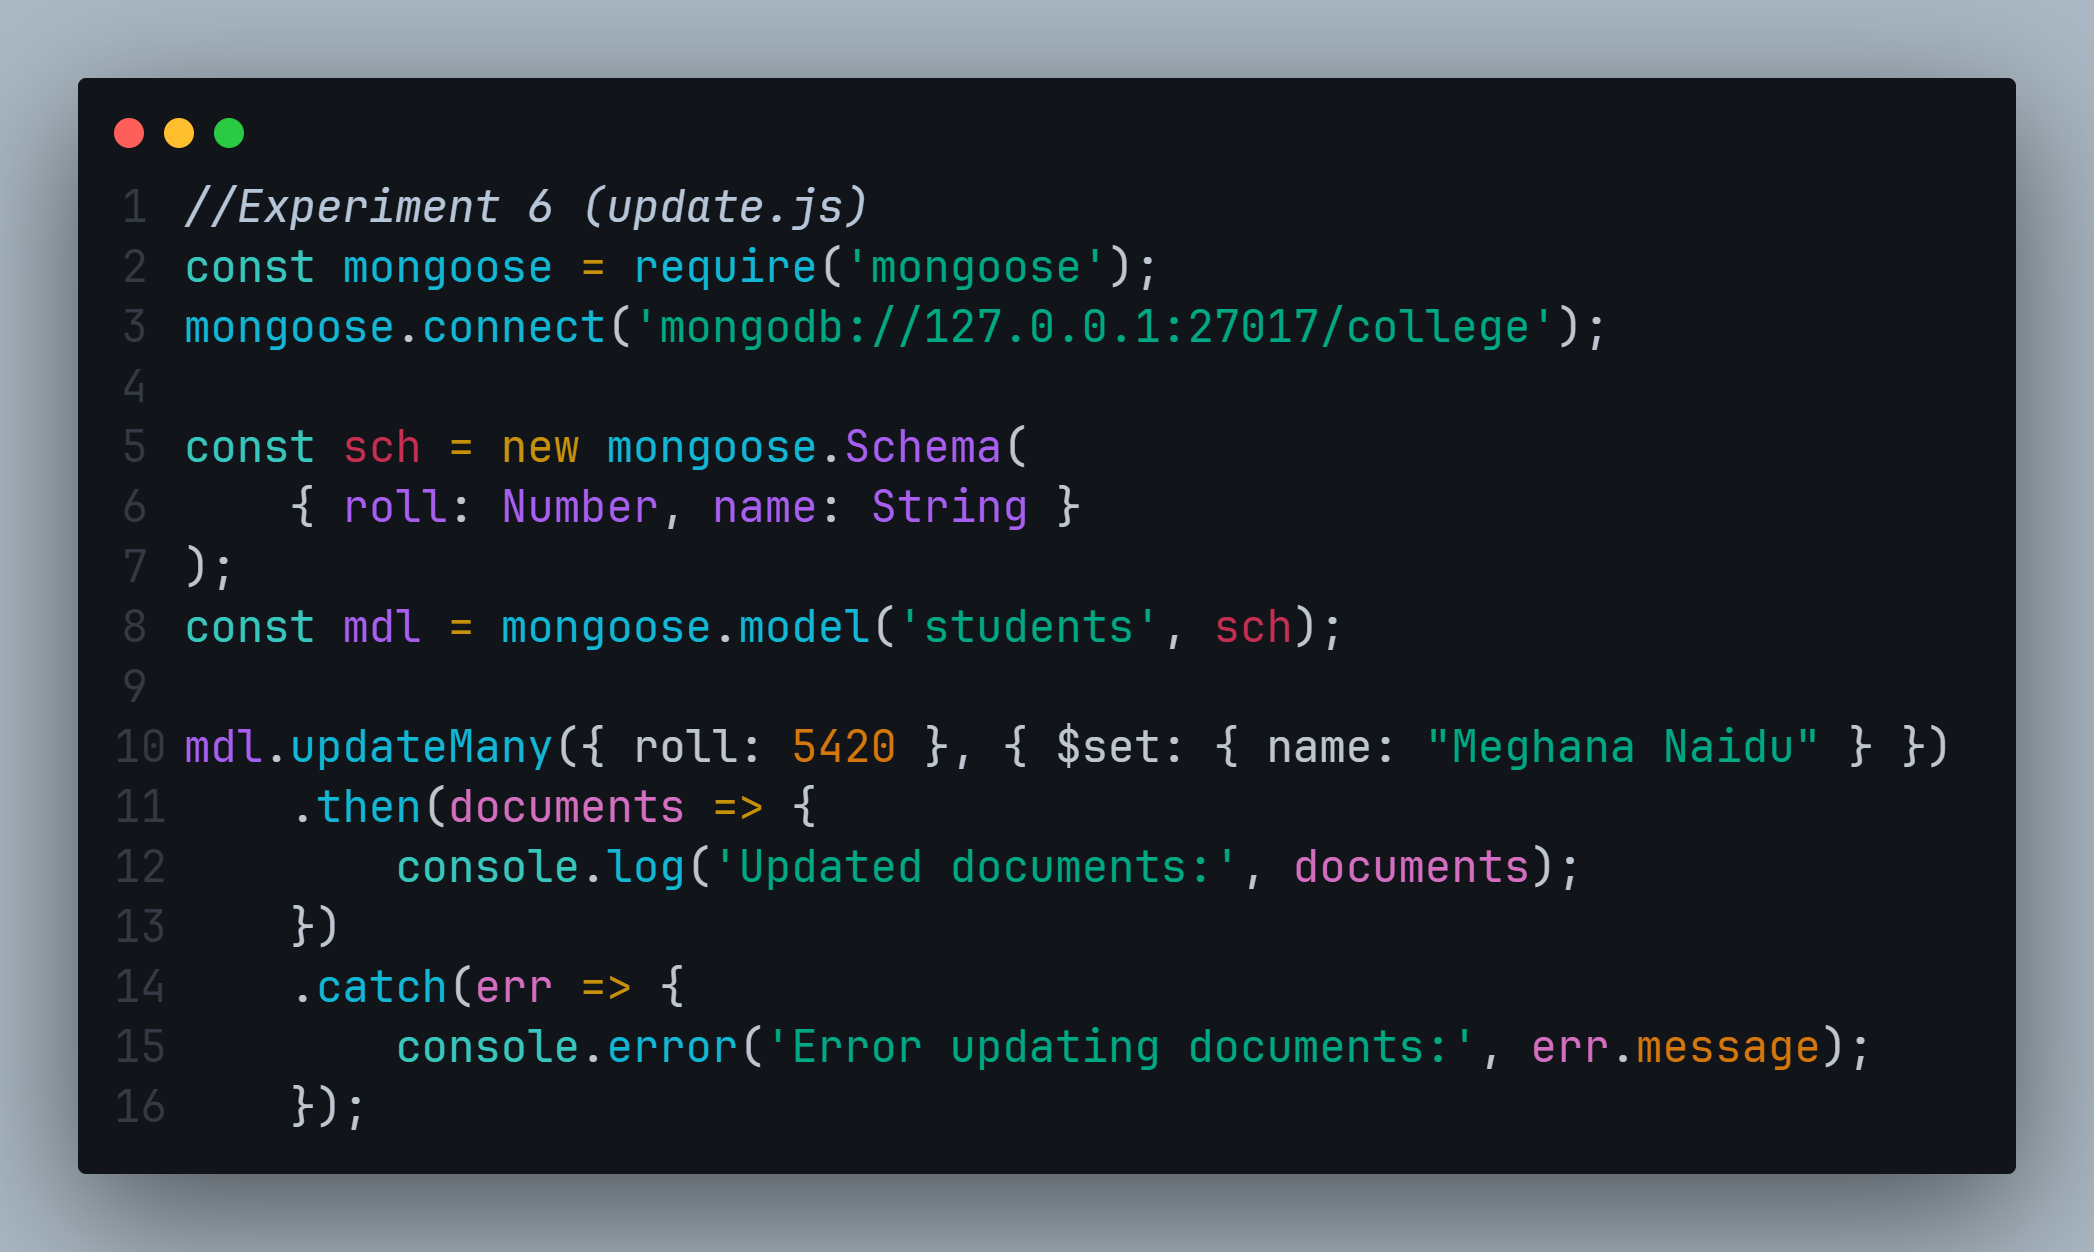 1 //Experiment 6 (update.js)
2 const mongoose = require('mongoose');
3 mongoose.connect('mongodb://127.0.0.1:27017/college');
4
5 const sch = new mongoose.Schema(
6     { roll: Number, name: String }
7 );
8 const mdl = mongoose.model('students', sch);
9
10 mdl.updateMany({ roll: 5420 }, { $set: { name: "Meghana Naidu" } })
11     .then(documents => {
12         console.log('Updated documents:', documents);
13     })
14     .catch(err => {
15         console.error('Error updating documents:', err.message);
16     });